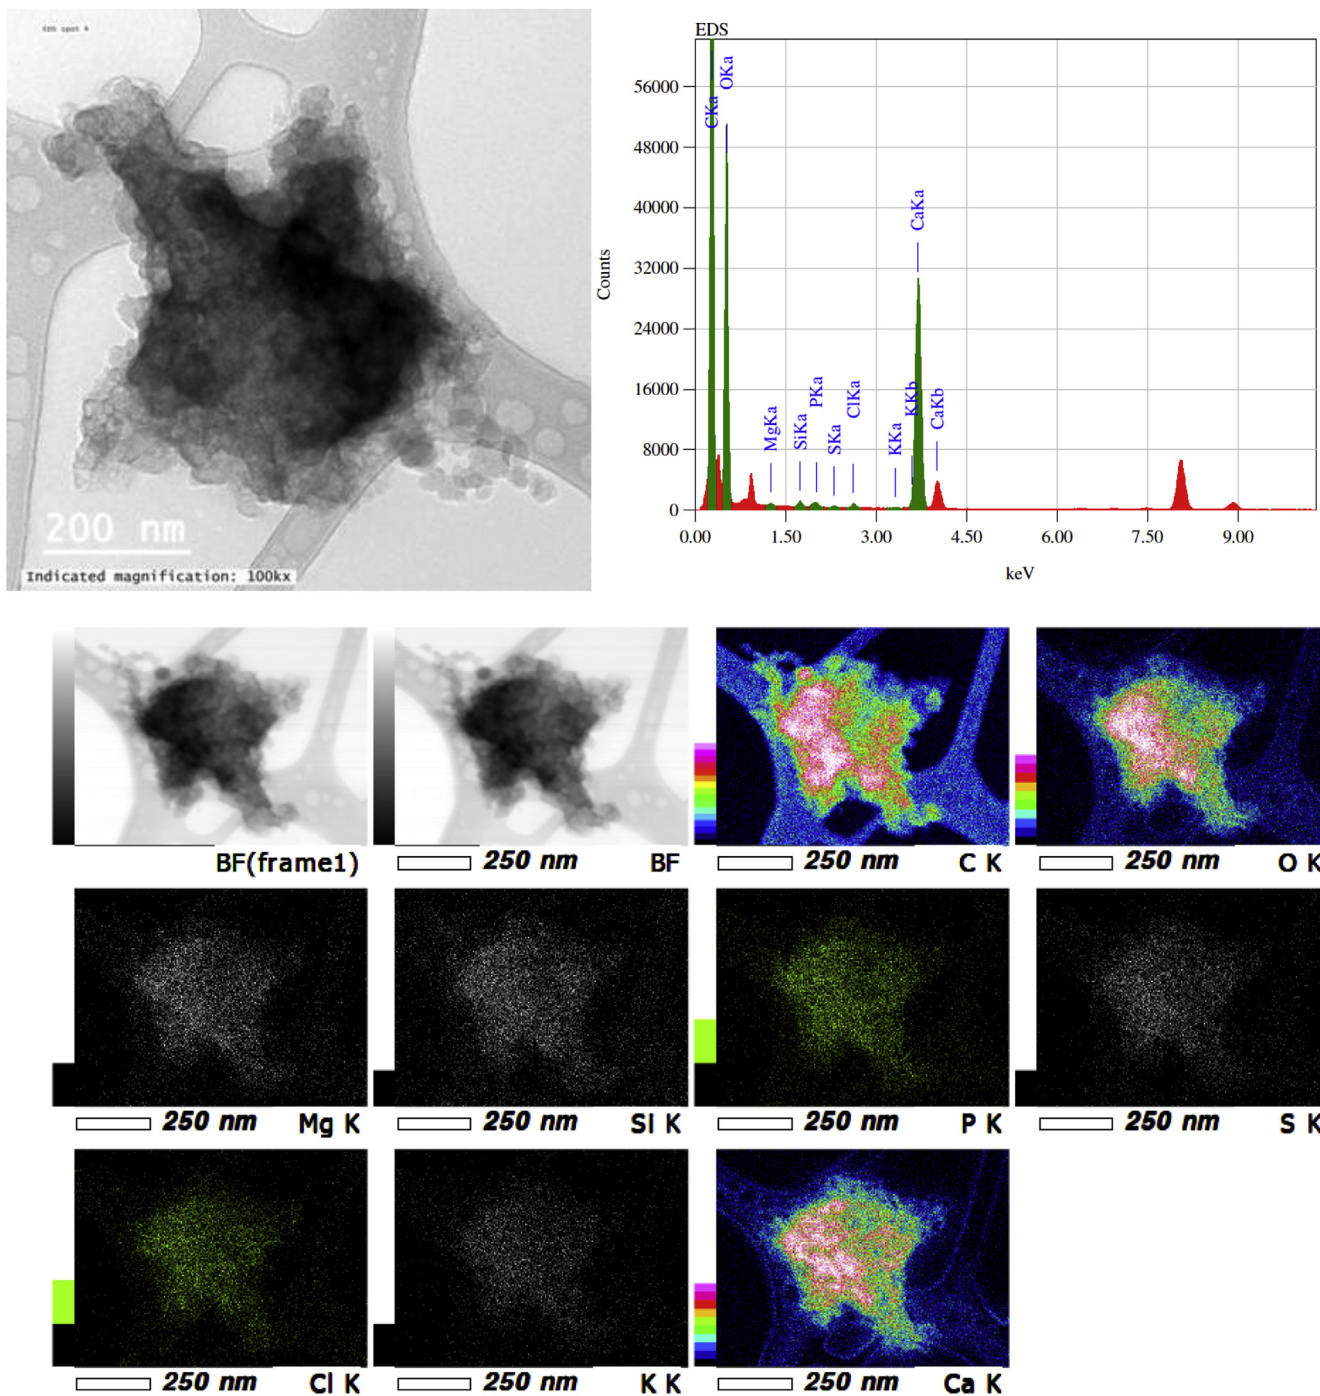 EDS spot 4
200 nm
Indicated magnification: 100kx
EDS
Counts
56000
48000
40000
32000
24000
16000
8000
0
CKa
OKa
MgKa
SiKa
PKa
SKa
ClKa
KKa
KKb
CaKa
CaKb
0.00 1.50 3.00 4.50 6.00 7.50 9.00
keV
BF(frame1)
250 nm BF
250 nm C K
250 nm O K
250 nm Mg K
250 nm Si K
250 nm P K
250 nm S K
250 nm Cl K
250 nm K K
250 nm Ca K